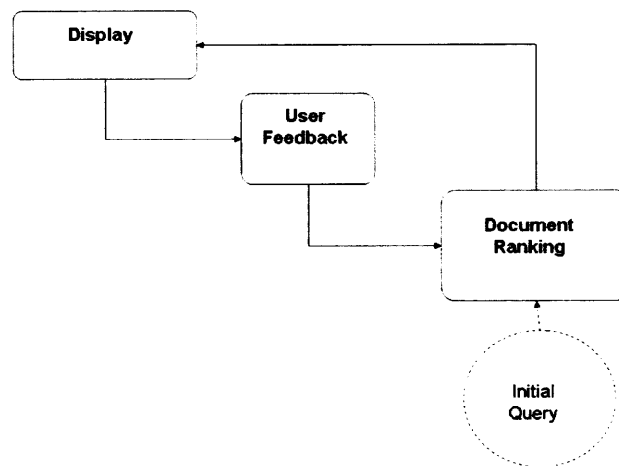 Display
User
Feedback
Document
Ranking
Initial
Query